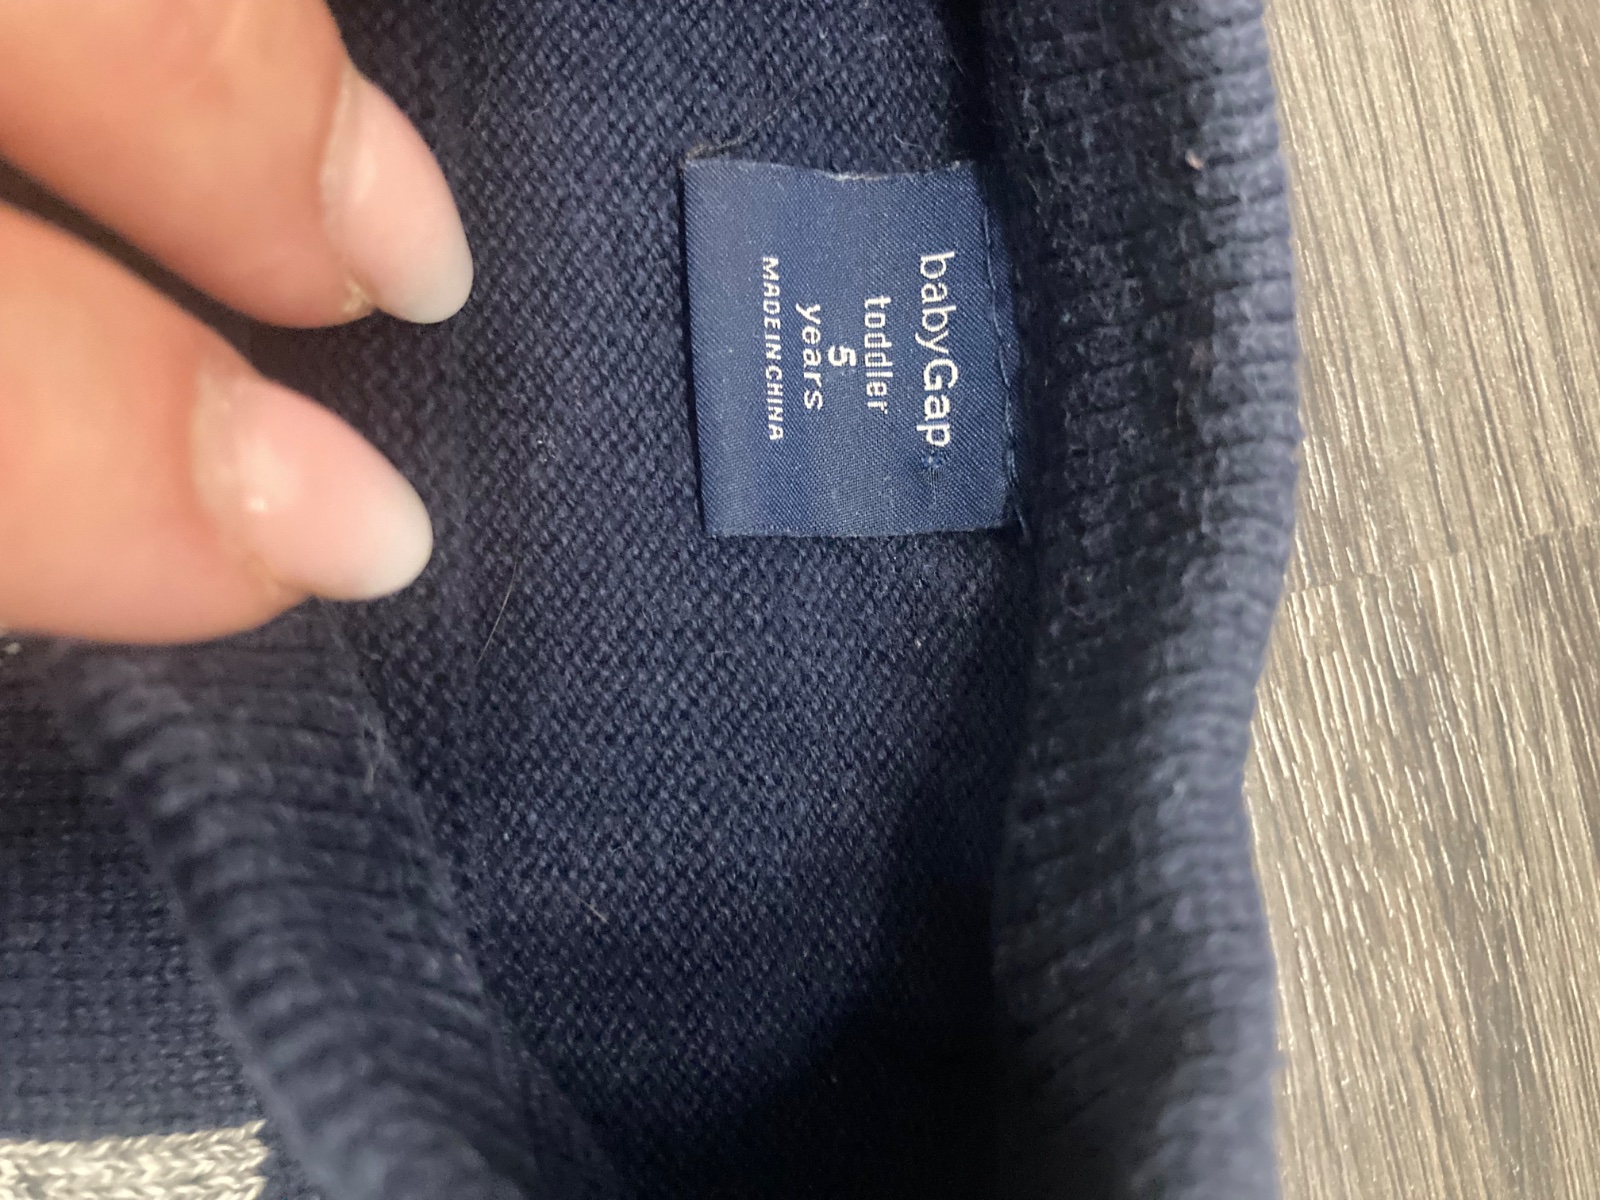 babyGap
toddler
5
years
MADE IN CHINA